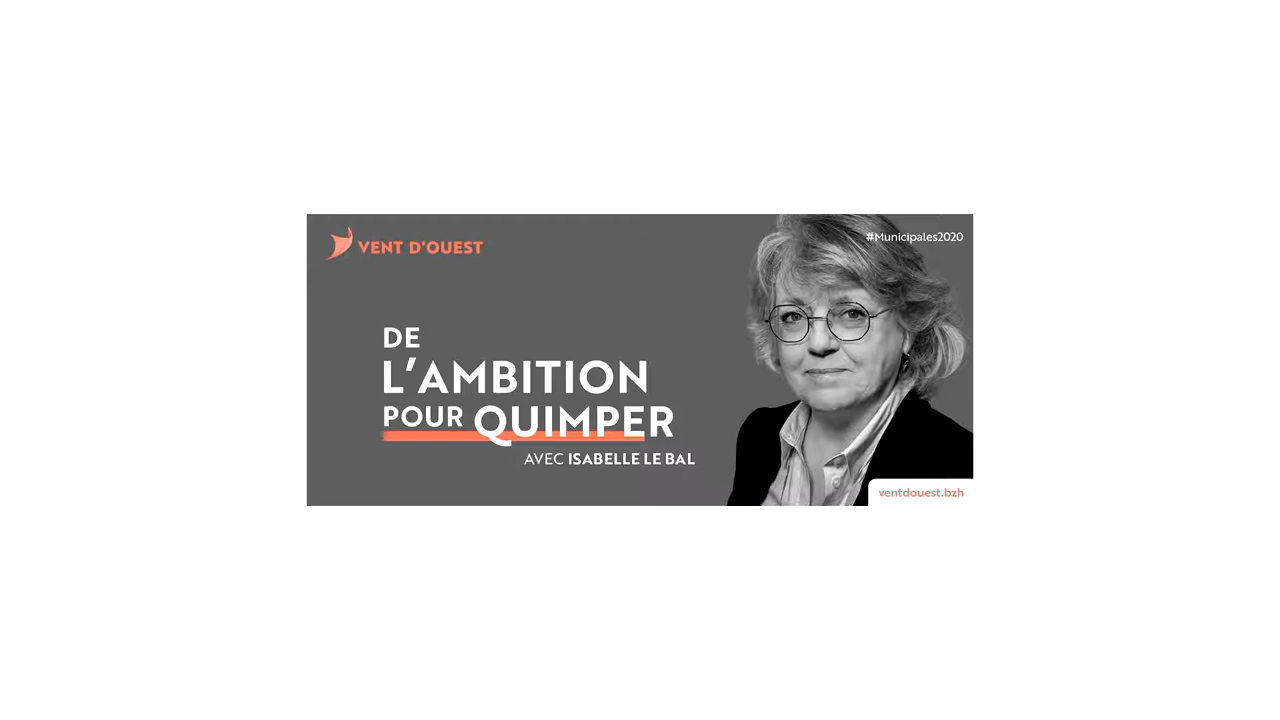 VENT D'OUEST
#Municipales2020
DE
L'AMBITION
POUR QUIMPER
AVEC ISABELLE LE BAL
ventdouest.bzh